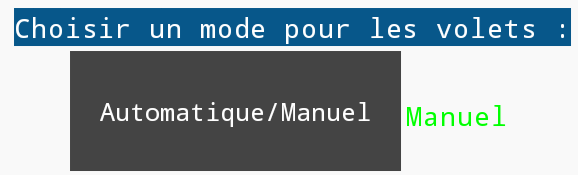 Choisir un mode pour les volets :
Automatique/Manuel
Manuel